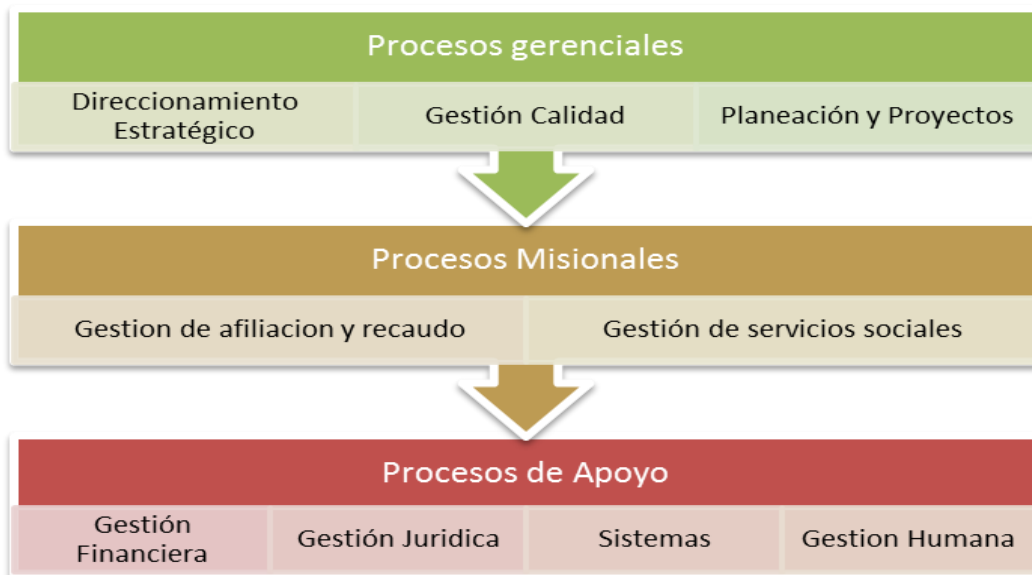 Procesos gerenciales
Direccionamiento
Estratégico
Gestión Calidad
Planeación y Proyectos
Procesos Misionales
Gestion de afiliacion y recaudo
Gestión de servicios sociales
Procesos de Apoyo
Gestión
Financiera
Gestión Juridica
Sistemas
Gestion Humana